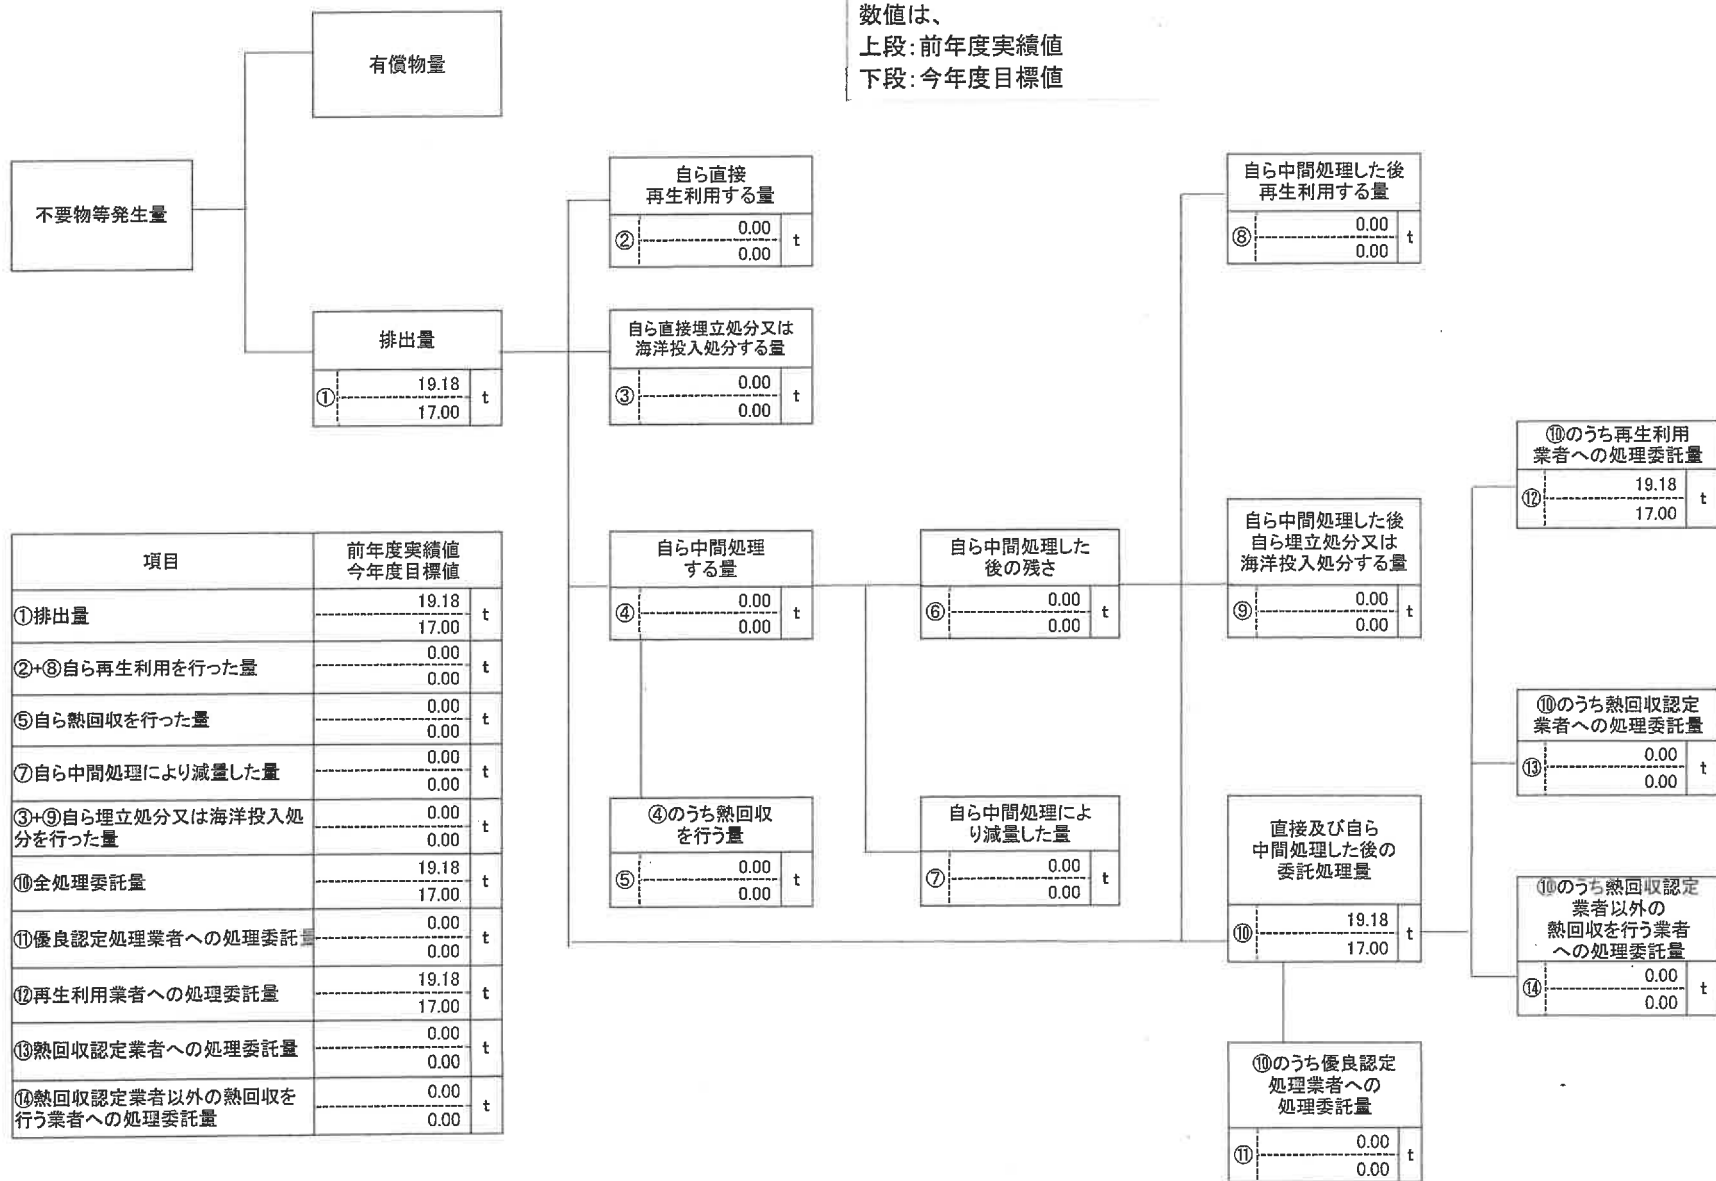 数値は、
上段:前年度実績値
下段:今年度目標値
有償物量
不要物等発生量
排出量
①
19.18
17.00
t
自ら直接
再生利用する量
②
0.00
0.00
t
自ら直接埋立処分又は
海洋投入処分する量
③
0.00
0.00
t
自ら中間処理
する量
④
0.00
0.00
t
④のうち熱回収
を行う量
⑤
0.00
0.00
t
自ら中間処理した
後の残さ
⑥
0.00
0.00
t
自ら中間処理によ
り減量した量
⑦
0.00
0.00
t
自ら中間処理した後
再生利用する量
⑧
0.00
0.00
t
自ら中間処理した後
自ら埋立処分又は
海洋投入処分する量
⑨
0.00
0.00
t
直接及び自ら
中間処理した後の
委託処理量
⑩
19.18
17.00
t
⑩のうち優良認定
処理業者への
処理委託量
⑪
0.00
0.00
t
⑩のうち再生利用
業者への処理委託量
⑫
19.18
17.00
t
⑩のうち熱回収認定
業者への処理委託量
⑬
0.00
0.00
t
⑩のうち熱回収認定
業者以外の
熱回収を行う業者
への処理委託量
⑭
0.00
0.00
t
項目
前年度実績値
今年度目標値
①排出量
19.18
17.00
t
②+⑧自ら再生利用を行った量
0.00
0.00
t
⑤自ら熱回収を行った量
0.00
0.00
t
⑦自ら中間処理により減量した量
0.00
0.00
t
③+⑨自ら埋立処分又は海洋投入処
分を行った量
0.00
0.00
t
⑩全処理委託量
19.18
17.00
t
⑪優良認定処理業者への処理委託量
0.00
0.00
t
⑫再生利用業者への処理委託量
19.18
17.00
t
⑬熱回収認定業者への処理委託量
0.00
0.00
t
⑭熱回収認定業者以外の熱回収を
行う業者への処理委託量
0.00
0.00
t